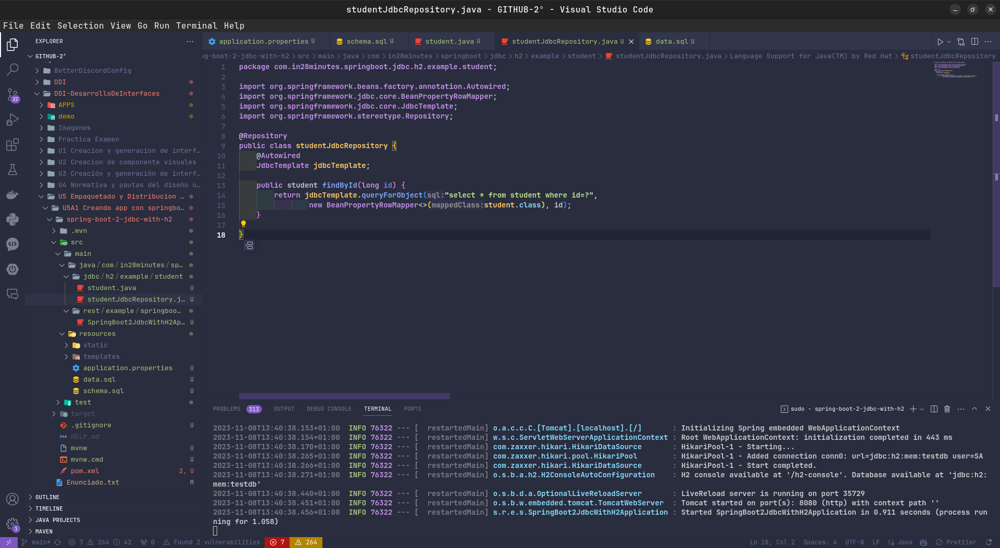 studentJdbcRepository.java - GITHUB-2º - Visual Studio Code
File Edit Selection View Go Run Terminal Help
EXPLORER
GITHUB-2º
BetterDiscordConfig
DDI
DDI-DesarrolloDeInterfaces
APPS
demo
Imagenes
Practica Examen
U1 Creacion y generacion de interf…
U2 Creacion de componente visuales
U3 Creación y generación de interf…
U4 Normativa y pautas del diseño o…
U5 Empaquetado y Distribucion …
U5A1 Creando app con springbo…
spring-boot-2-jdbc-with-h2
.mvn
src
main
java/com/in28minutes/sp…
jdbc/h2/example/student
student.java U
studentJdbcRepository.j… U
rest/example/springboo…
SpringBoot2JdbcWithH2Ap… U
resources
static
templates
application.properties U
data.sql U
schema.sql U
test
target
.gitignore U
HELP.md
mvnw U
mvnw.cmd U
pom.xml 2, U
Enunciado.txt M
OUTLINE
TIMELINE
JAVA PROJECTS
MAVEN
22
1
application.properties U
schema.sql U
student.java U
studentJdbcRepository.java U
data.sql U
ng-boot-2-jdbc-with-h2 > src > main > java > com > in28minutes > springboot > jdbc > h2 > example > student > studentJdbcRepository.java > Language Support for Java(TM) by Red Hat > studentJdbcRepository
1 package com.in28minutes.springboot.jdbc.h2.example.student;
2
3 import org.springframework.beans.factory.annotation.Autowired;
4 import org.springframework.jdbc.core.BeanPropertyRowMapper;
5 import org.springframework.jdbc.core.JdbcTemplate;
6 import org.springframework.stereotype.Repository;
7
8 @Repository
9 public class studentJdbcRepository {
10 @Autowired
11 JdbcTemplate jdbcTemplate;
12
13 public student findById(long id) {
14 return jdbcTemplate.queryForObject(sql:"select * from student where id=?",
15 new BeanPropertyRowMapper<>(mappedClass:student.class), id);
16 }
17
18 }
PROBLEMS 313 OUTPUT DEBUG CONSOLE TERMINAL PORTS
sudo - spring-boot-2-jdbc-with-h2
2023-11-08T13:40:38.153+01:00 INFO 76322 --- [ restartedMain] o.a.c.c.C.[Tomcat].[localhost].[/] : Initializing Spring embedded WebApplicationContext
2023-11-08T13:40:38.154+01:00 INFO 76322 --- [ restartedMain] w.s.c.ServletWebServerApplicationContext : Root WebApplicationContext: initialization completed in 443 ms
2023-11-08T13:40:38.170+01:00 INFO 76322 --- [ restartedMain] com.zaxxer.hikari.HikariDataSource : HikariPool-1 - Starting...
2023-11-08T13:40:38.265+01:00 INFO 76322 --- [ restartedMain] com.zaxxer.hikari.pool.HikariPool : HikariPool-1 - Added connection conn0: url=jdbc:h2:mem:testdb user=SA
2023-11-08T13:40:38.266+01:00 INFO 76322 --- [ restartedMain] com.zaxxer.hikari.HikariDataSource : HikariPool-1 - Start completed.
2023-11-08T13:40:38.271+01:00 INFO 76322 --- [ restartedMain] o.s.b.a.h2.H2ConsoleAutoConfiguration : H2 console available at '/h2-console'. Database available at 'jdbc:h2:
mem:testdb'
2023-11-08T13:40:38.440+01:00 INFO 76322 --- [ restartedMain] o.s.b.d.a.OptionalLiveReloadServer : LiveReload server is running on port 35729
2023-11-08T13:40:38.451+01:00 INFO 76322 --- [ restartedMain] o.s.b.w.embedded.tomcat.TomcatWebServer : Tomcat started on port(s): 8080 (http) with context path ''
2023-11-08T13:40:38.456+01:00 INFO 76322 --- [ restartedMain] s.r.e.s.SpringBoot2JdbcWithH2Application : Started SpringBoot2JdbcWithH2Application in 0.911 seconds (process run
ning for 1.058)
main* 7 264 42 0 Found 2 vulnerabilities 7 264 Ln 18, Col 2 Spaces: 4 UTF-8 LF Java Prettier